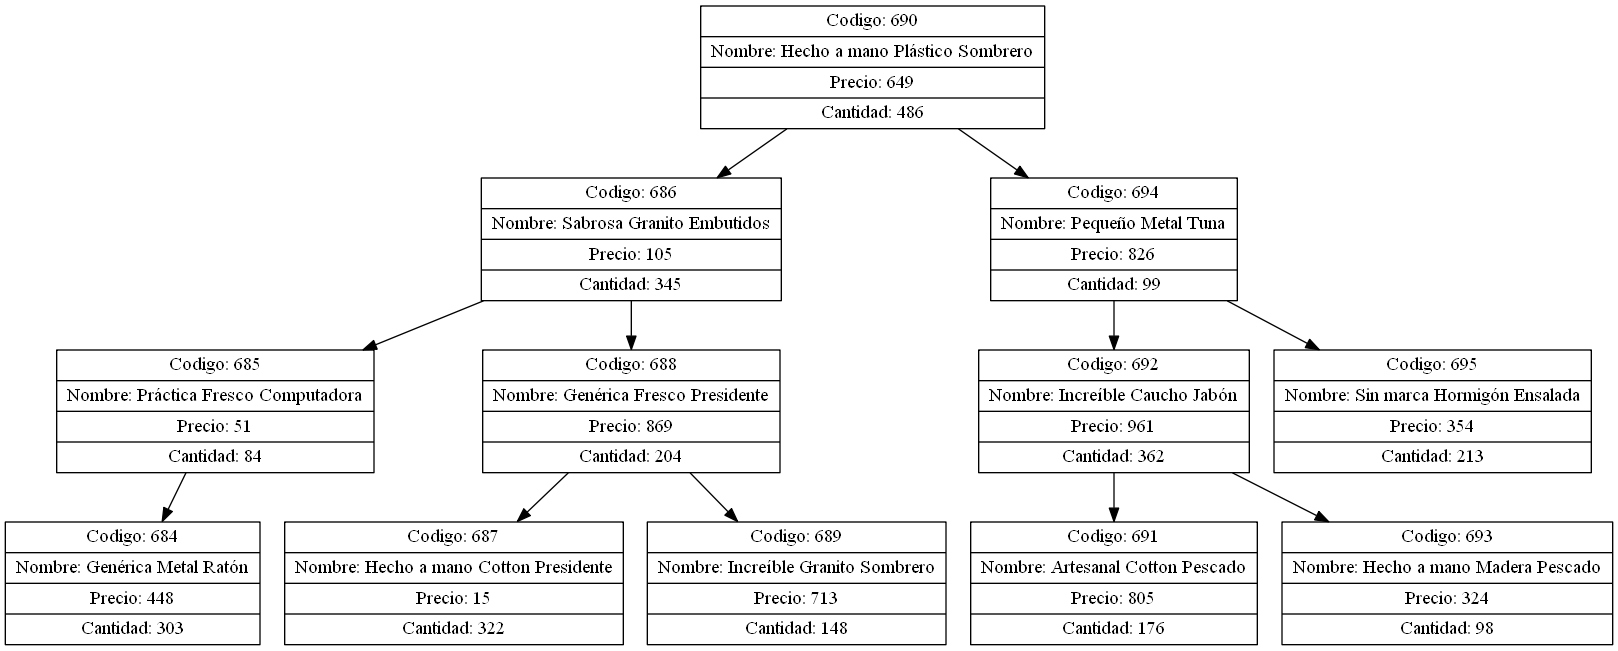 Codigo: 690
Nombre: Hecho a mano Plástico Sombrero
Precio: 649
Cantidad: 486
Codigo: 686
Nombre: Sabrosa Granito Embutidos
Precio: 105
Cantidad: 345
Codigo: 694
Nombre: Pequeño Metal Tuna
Precio: 826
Cantidad: 99
Codigo: 685
Nombre: Práctica Fresco Computadora
Precio: 51
Cantidad: 84
Codigo: 688
Nombre: Genérica Fresco Presidente
Precio: 869
Cantidad: 204
Codigo: 692
Nombre: Increíble Caucho Jabón
Precio: 961
Cantidad: 362
Codigo: 695
Nombre: Sin marca Hormigón Ensalada
Precio: 354
Cantidad: 213
Codigo: 684
Nombre: Genérica Metal Ratón
Precio: 448
Cantidad: 303
Codigo: 687
Nombre: Hecho a mano Cotton Presidente
Precio: 15
Cantidad: 322
Codigo: 689
Nombre: Increíble Granito Sombrero
Precio: 713
Cantidad: 148
Codigo: 691
Nombre: Artesanal Cotton Pescado
Precio: 805
Cantidad: 176
Codigo: 693
Nombre: Hecho a mano Madera Pescado
Precio: 324
Cantidad: 98